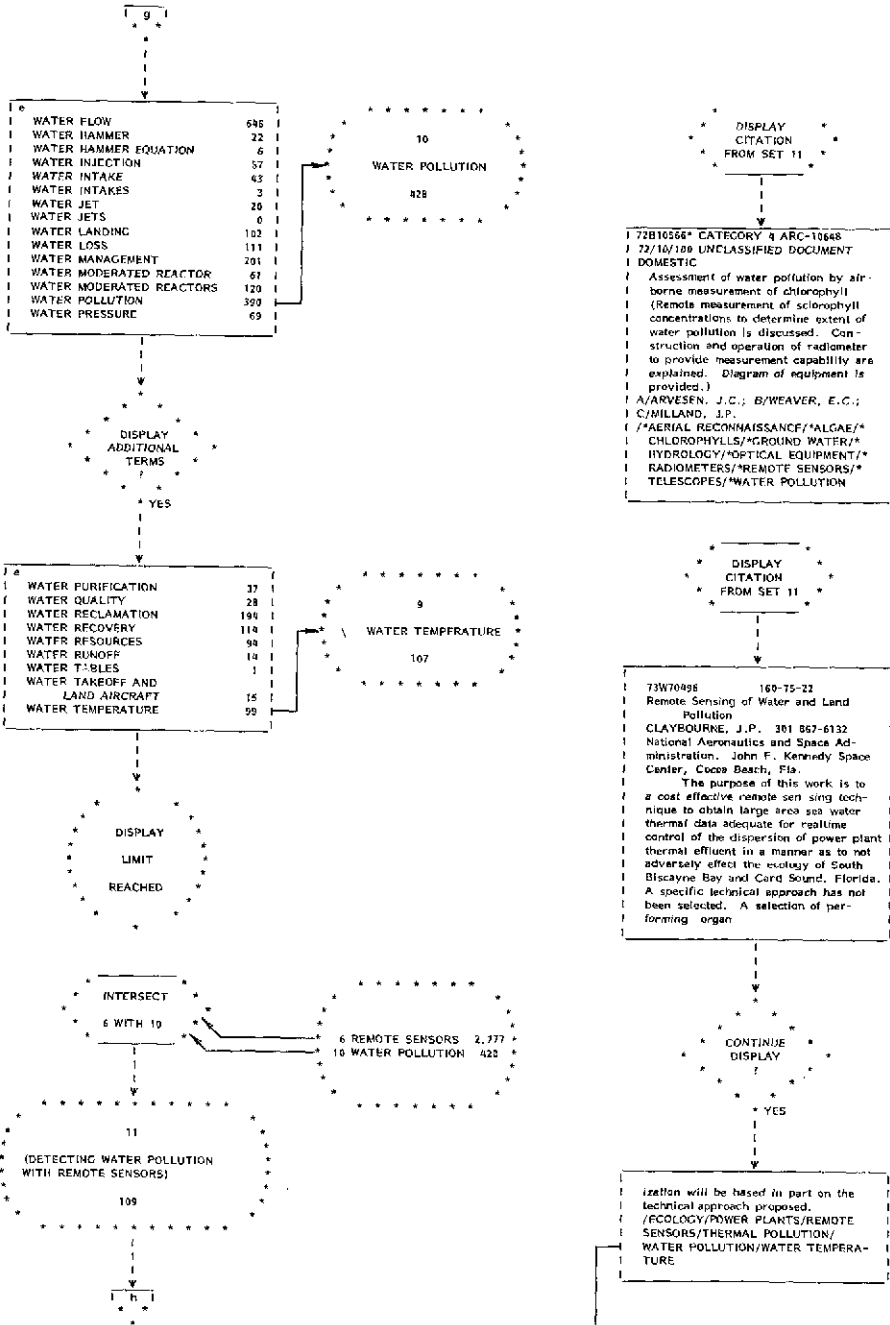 g
e
WATER FLOW 646
WATER HAMMER 22
WATER HAMMER EQUATION 6
WATER INJECTION 57
WATER INTAKE 43
WATER INTAKES 3
WATER JET 20
WATER JETS 0
WATER LANDING 102
WATER LOSS 111
WATER MANAGEMENT 201
WATER MODERATED REACTOR 61
WATER MODERATED REACTORS 120
WATER POLLUTION 390
WATER PRESSURE 69
10
WATER POLLUTION
428
DISPLAY
ADDITIONAL
TERMS
?
YES
e
WATER PURIFICATION 37
WATER QUALITY 28
WATER RECLAMATION 194
WATER RECOVERY 114
WATER RESOURCES 94
WATER RUNOFF 14
WATER TABLES 1
WATER TAKEOFF AND
LAND AIRCRAFT 15
WATER TEMPERATURE 99
9
WATER TEMPERATURE
107
DISPLAY
LIMIT
REACHED
INTERSECT
6 WITH 10
6 REMOTE SENSORS 2,777
10 WATER POLLUTION 428
11
(DETECTING WATER POLLUTION
WITH REMOTE SENSORS)
109
h
DISPLAY
CITATION
FROM SET 11
72B10566* CATEGORY 4 ARC-10648
72/10/100 UNCLASSIFIED DOCUMENT
DOMESTIC
Assessment of water pollution by air-
borne measurement of chlorophyll
(Remote measurement of sclorophyll
concentrations to determine extent of
water pollution is discussed. Con-
struction and operation of radiometer
to provide measurement capability are
explained. Diagram of equipment is
provided.)
A/ARVESEN, J.C.; B/WEAVER, E.C.;
C/MILLAND, J.P.
/*AERIAL RECONNAISSANCE/*ALGAE/*
CHLOROPHYLLS/*GROUND WATER/*
HYDROLOGY/*OPTICAL EQUIPMENT/*
RADIOMETERS/*REMOTE SENSORS/*
TELESCOPES/*WATER POLLUTION
DISPLAY
CITATION
FROM SET 11
73W70496 160-75-22
Remote Sensing of Water and Land
Pollution
CLAYBOURNE, J.P. 301 867-6132
National Aeronautics and Space Ad-
ministration. John F. Kennedy Space
Center, Cocoa Beach, Fla.
The purpose of this work is to
a cost effective remote sen sing tech-
nique to obtain large area sea water
thermal data adequate for realtime
control of the dispersion of power plant
thermal effluent in a manner as to not
adversely effect the ecology of South
Biscayne Bay and Card Sound, Florida.
A specific technical approach has not
been selected. A selection of per-
forming organ
CONTINUE
DISPLAY
?
YES
ization will be based in part on the
technical approach proposed.
/ECOLOGY/POWER PLANTS/REMOTE
SENSORS/THERMAL POLLUTION/
WATER POLLUTION/WATER TEMPERA-
TURE